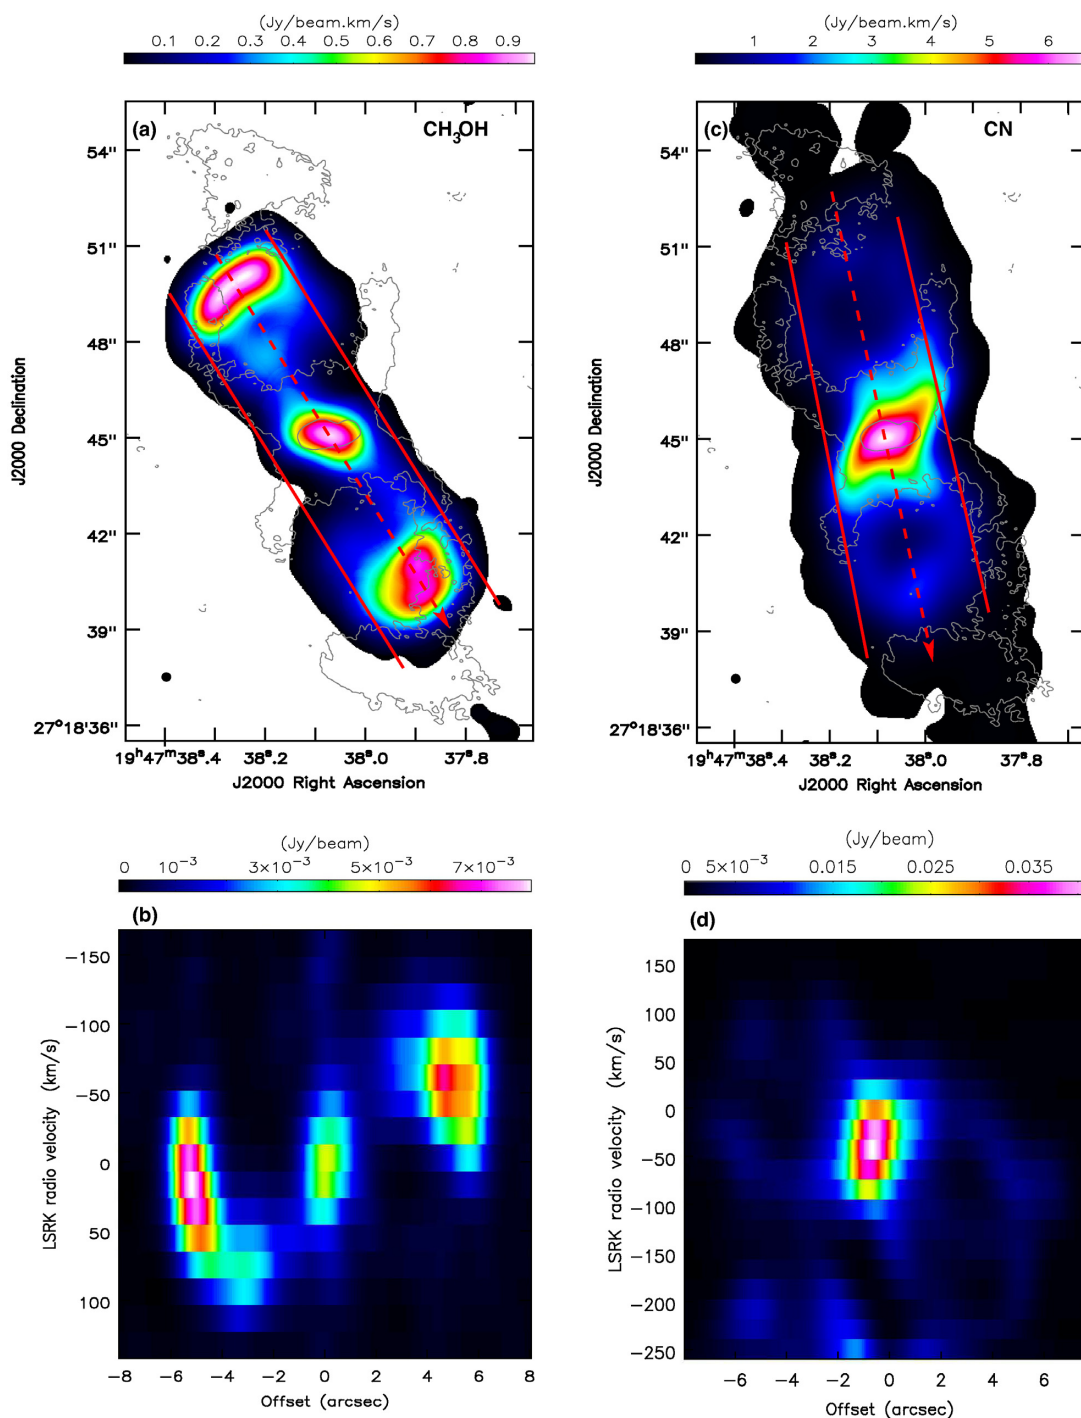 (Jy/beam.km/s)
0.1 0.2 0.3 0.4 0.5 0.6 0.7 0.8 0.9
(a) CH₃OH
54''
51''
48''
45''
42''
39''
27°18'36''
J2000 Declination
19ʰ47ᵐ38ˢ.4 38ˢ.2 38ˢ.0 37ˢ.8
J2000 Right Ascension
(Jy/beam.km/s)
1 2 3 4 5 6
(c) CN
54''
51''
48''
45''
42''
39''
27°18'36''
J2000 Declination
19ʰ47ᵐ38ˢ.4 38ˢ.2 38ˢ.0 37ˢ.8
J2000 Right Ascension
(Jy/beam)
0 10⁻³ 3×10⁻³ 5×10⁻³ 7×10⁻³
(b)
−150
−100
−50
0
50
100
LSRK radio velocity (km/s)
−8 −6 −4 −2 0 2 4 6 8
Offset (arcsec)
(Jy/beam)
0 5×10⁻³ 0.015 0.025 0.035
(d)
150
100
50
0
−50
−100
−150
−200
−250
LSRK radio velocity (km/s)
−6 −4 −2 0 2 4 6
Offset (arcsec)